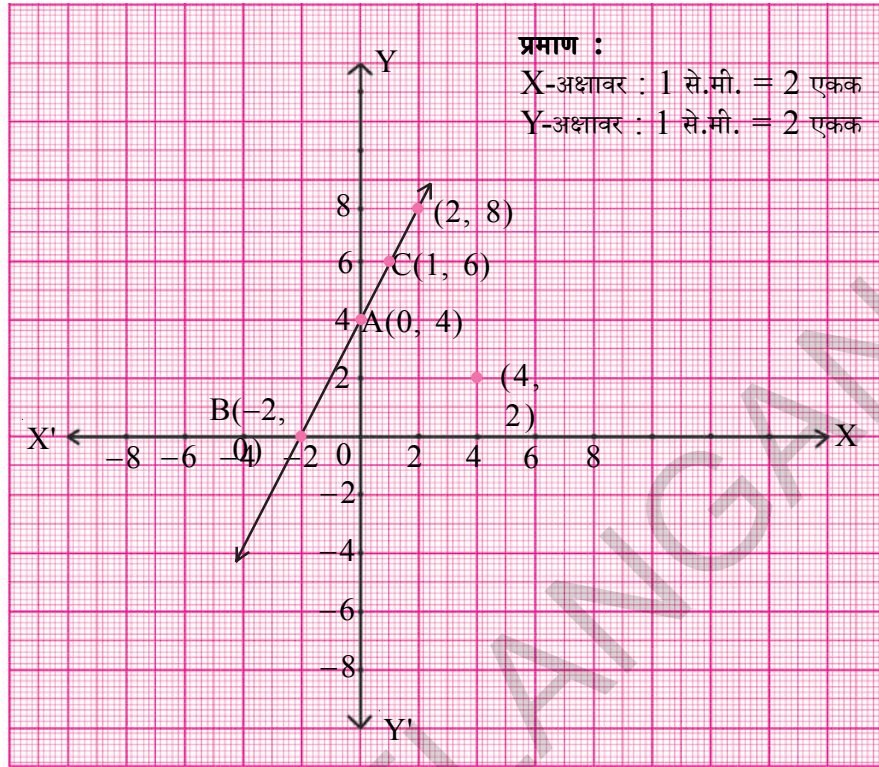 प्रमाण :
Y
X-अक्षावर : 1 से.मी. = 2 एकक
Y-अक्षावर : 1 से.मी. = 2 एकक
8
(2, 8)
6
C(1, 6)
4
A(0, 4)
2
(4,
2)
B(−2,
0)
X'
X
−8
−6
−4
−2
0
2
4
6
8
−2
−4
−6
−8
Y'
ELANGAN